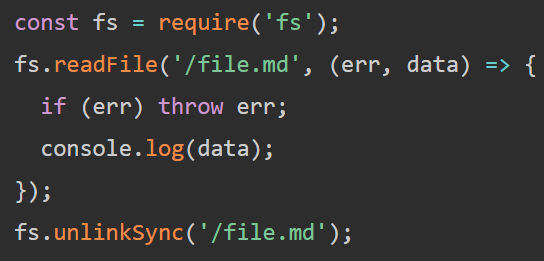 const fs = require('fs');
fs.readFile('/file.md', (err, data) => {
  if (err) throw err;
  console.log(data);
});
fs.unlinkSync('/file.md');